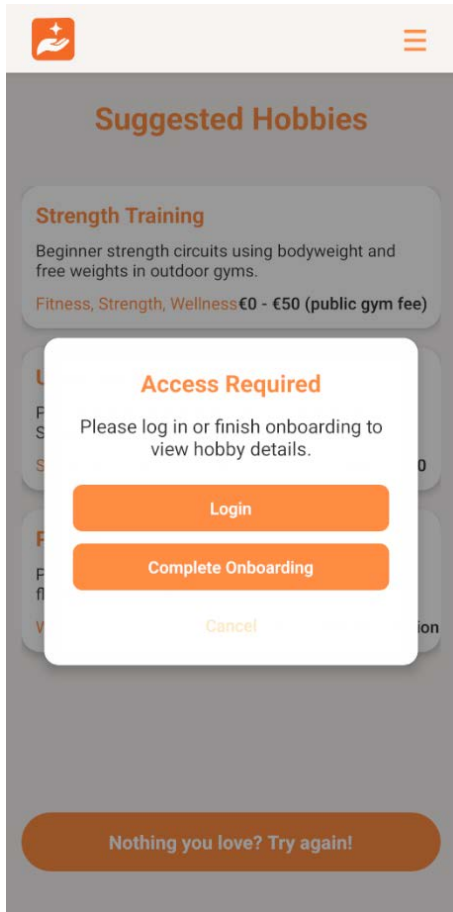 Suggested Hobbies
Strength Training
Beginner strength circuits using bodyweight and
free weights in outdoor gyms.
Fitness, Strength, Wellness€0 - €50 (public gym fee)
Access Required
Please log in or finish onboarding to
view hobby details.
Login
Complete Onboarding
Cancel
Nothing you love? Try again!